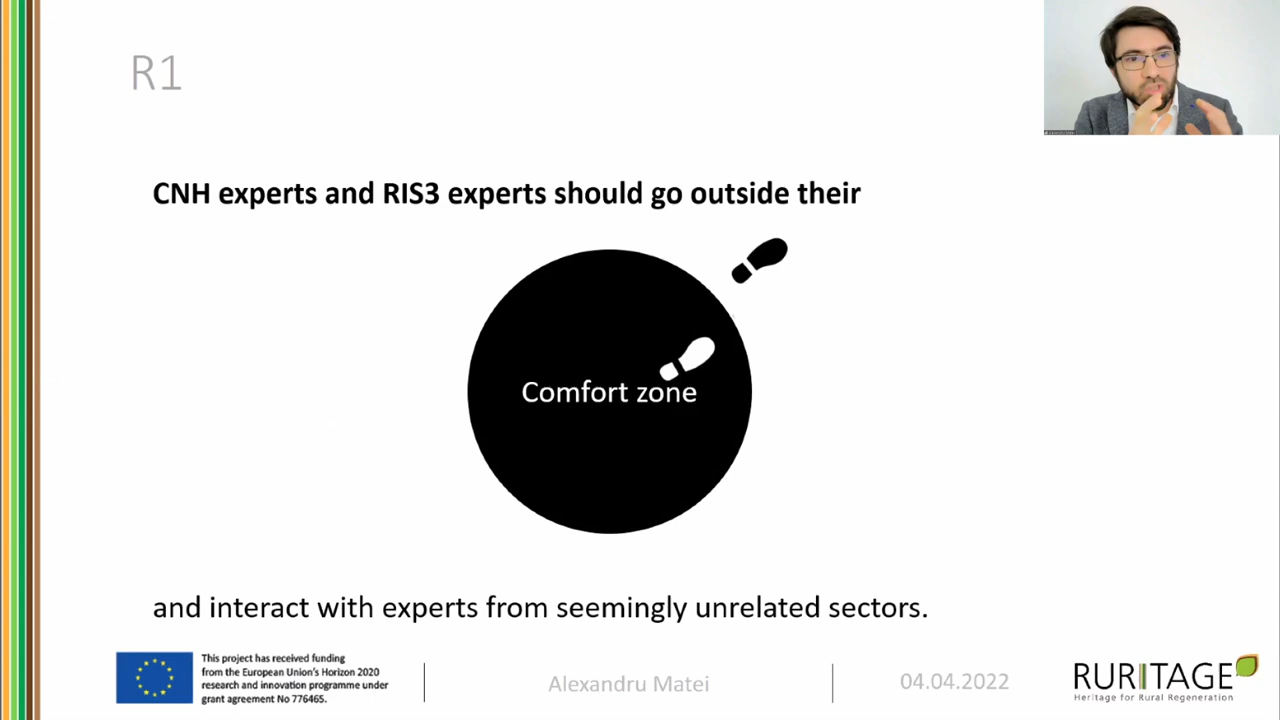 R1
CNH experts and RIS3 experts should go outside their
Comfort zone
and interact with experts from seemingly unrelated sectors.
This project has received funding
from the European Union's Horizon 2020
research and innovation programme under
grant agreement No 776465.
Alexandru Matei
04.04.2022
RURITAGE
Heritage for Rural Regeneration